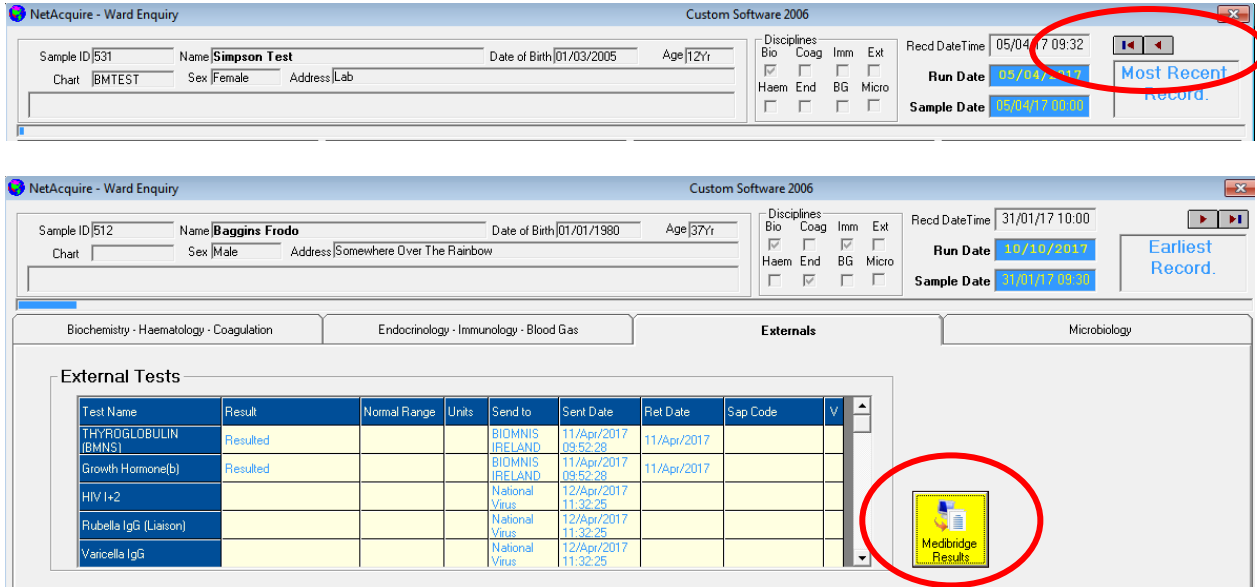 NetAcquire - Ward Enquiry Custom Software 2006
Sample ID 531 Name Simpson Test Date of Birth 01/03/2005 Age 12Yr
Chart BMTEST Sex Female Address Lab
Disciplines
Bio Coag Imm Ext
Haem End BG Micro
Recd DateTime 05/04/17 09:32
Run Date 05/04/2017
Sample Date 05/04/17 00:00
Most Recent
Record.
NetAcquire - Ward Enquiry Custom Software 2006
Sample ID 512 Name Baggins Frodo Date of Birth 01/01/1980 Age 37Yr
Chart Sex Male Address Somewhere Over The Rainbow
Disciplines
Bio Coag Imm Ext
Haem End BG Micro
Recd DateTime 31/01/17 10:00
Run Date 10/10/2017
Sample Date 31/01/17 09:30
Earliest
Record.
Biochemistry - Haematology - Coagulation Endocrinology - Immunology - Blood Gas Externals Microbiology
External Tests
Test Name Result Normal Range Units Send to Sent Date Ret Date Sap Code V
THYROGLOBULIN (BMNS) Resulted BIOMNIS IRELAND 11/Apr/2017 09:52:28 11/Apr/2017
Growth Hormone(b) Resulted BIOMNIS IRELAND 11/Apr/2017 09:52:28 11/Apr/2017
HIV I+2 National Virus 12/Apr/2017 11:32:25
Rubella IgG (Liaison) National Virus 12/Apr/2017 11:32:25
Varicella IgG National Virus 12/Apr/2017 11:32:25
Medibridge
Results